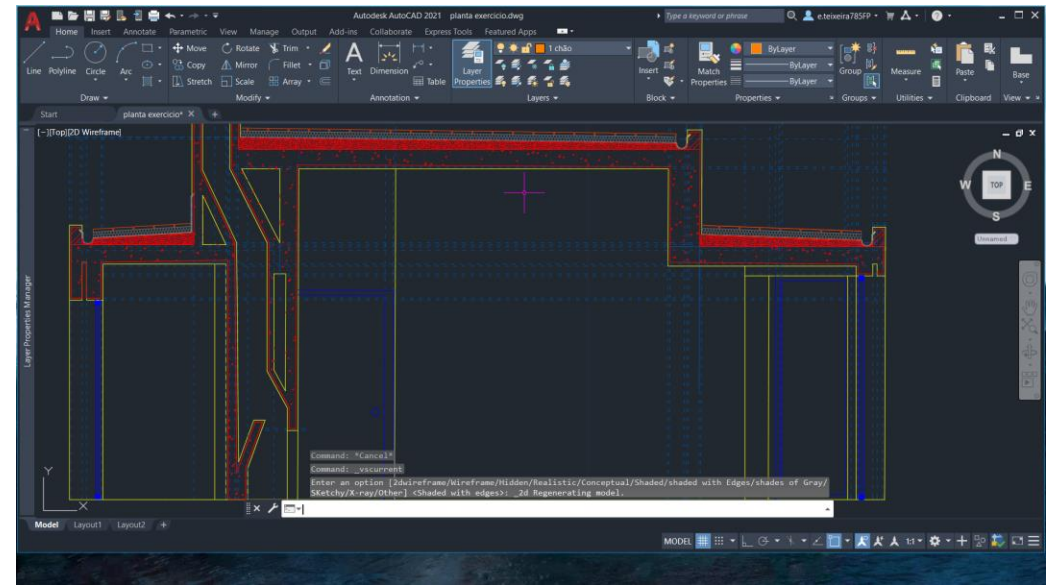 Autodesk AutoCAD 2021 planta exercicio.dwg
Type a keyword or phrase
e.teixeira785FP
Home Insert Annotate Parametric View Manage Output Add-ins Collaborate Express Tools Featured Apps
Move Rotate Trim
1 chão
ByLayer
Copy Mirror Fillet
ByLayer
Line Polyline Circle Arc
Text Dimension
Layer Properties
Insert
Match Properties
Group Measure Paste Base
Stretch Scale Array
Table
ByLayer
Draw Modify Annotation Layers Block Properties Groups Utilities Clipboard View
Start planta exercicio*
[-][Top][2D Wireframe]
N
W TOP E
S
Unnamed
Layer Properties Manager
Command: *Cancel*
Command: _vscurrent
Enter an option [2dwireframe/Wireframe/Hidden/Realistic/Conceptual/Shaded/shaded with Edges/shades of Gray/
SKetchy/X-ray/Other] <Shaded with edges>: _2d Regenerating model.
Y
X
Model Layout1 Layout2 +
MODEL 1:1